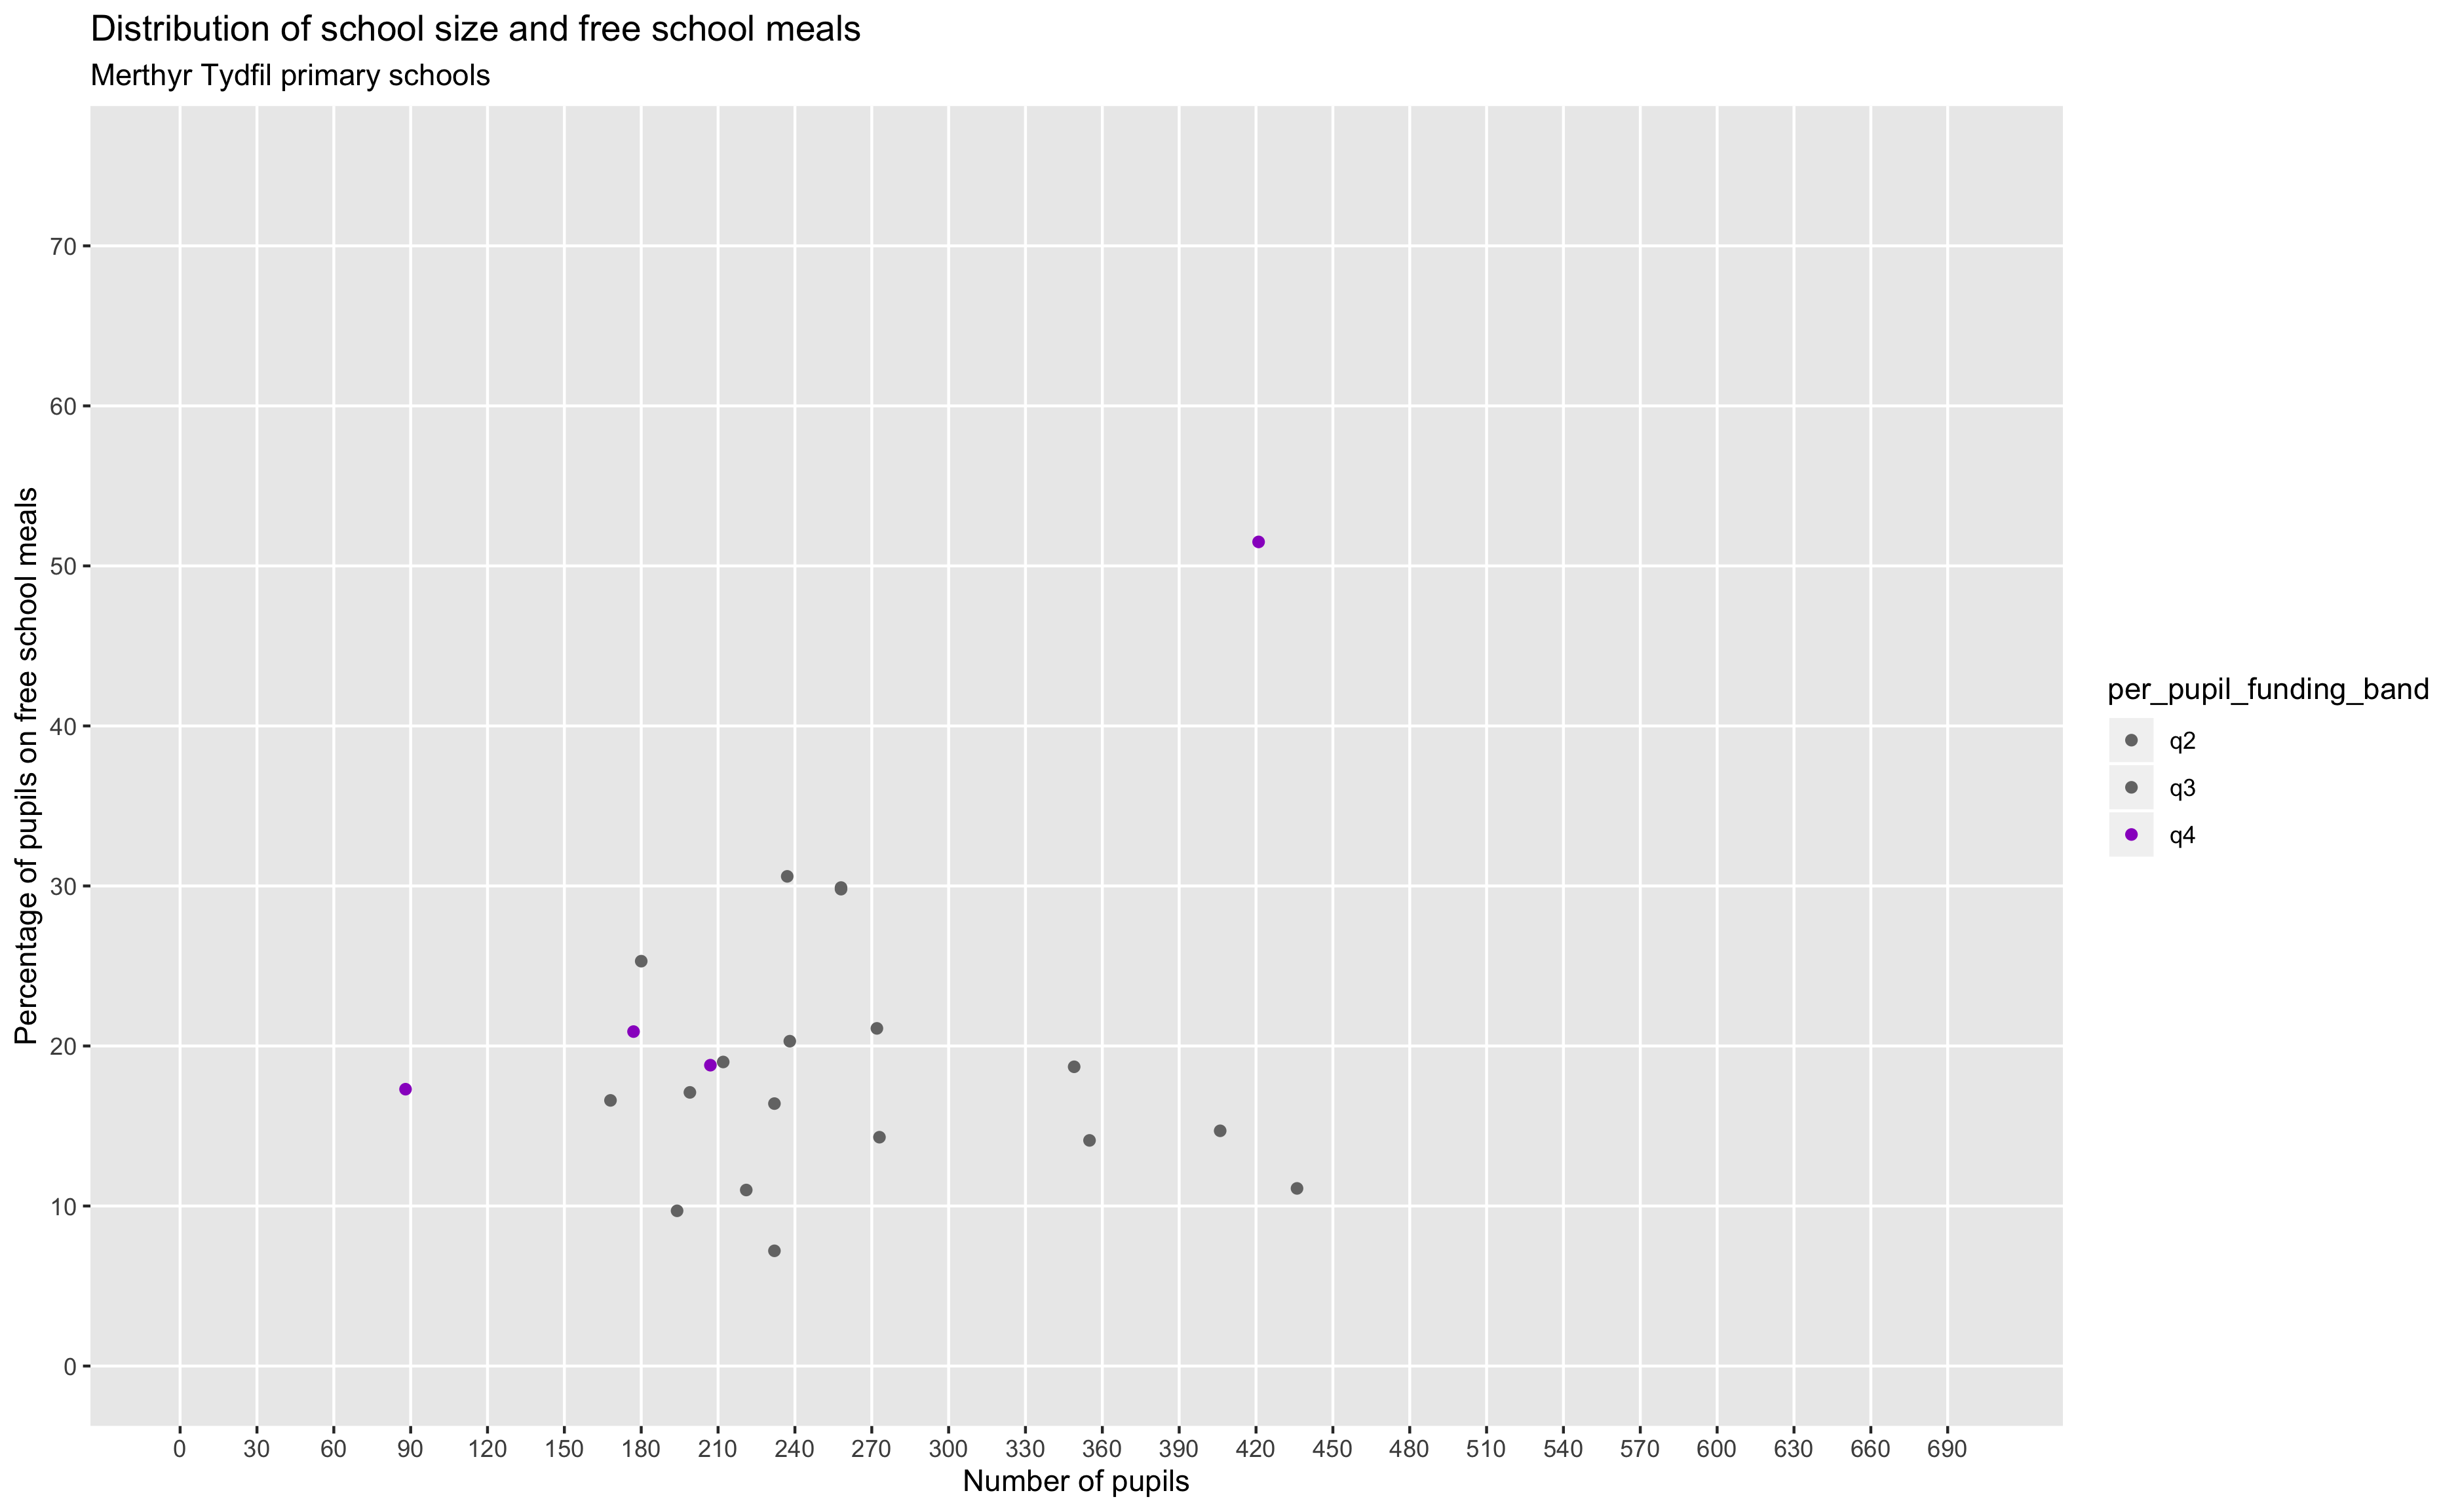 Distribution of school size and free school meals
Merthyr Tydfil primary schools
Percentage of pupils on free school meals
70
60
50
40
30
20
10
0
0 30 60 90 120 150 180 210 240 270 300 330 360 390 420 450 480 510 540 570 600 630 660 690
Number of pupils
per_pupil_funding_band
q2
q3
q4